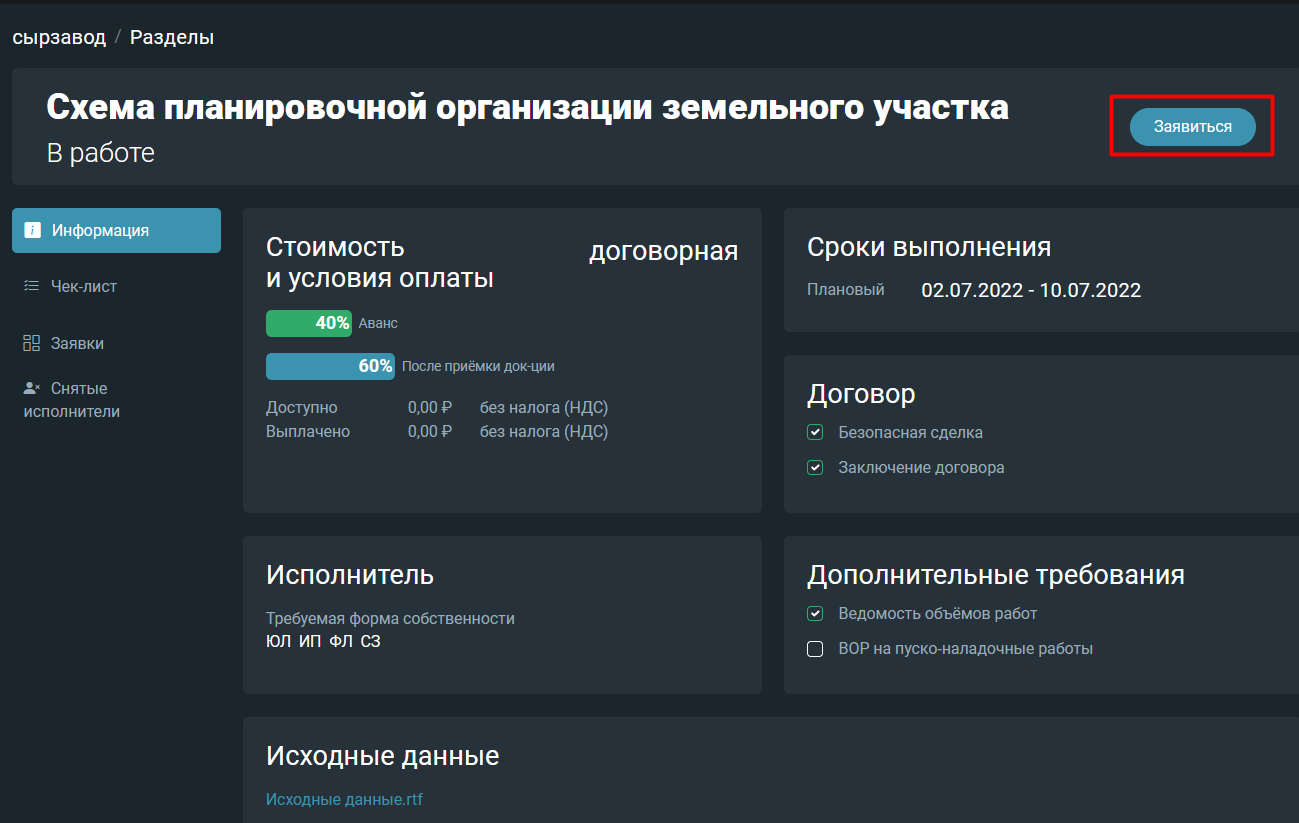 сырзавод / Разделы
Схема планировочной организации земельного участка
В работе
Заявиться
Информация
Чек-лист
Заявки
Снятые
исполнители
Стоимость
и условия оплаты
договорная
40% Аванс
60% После приёмки док-ции
Доступно 0,00 ₽ без налога (НДС)
Выплачено 0,00 ₽ без налога (НДС)
Сроки выполнения
Плановый 02.07.2022 - 10.07.2022
Договор
Безопасная сделка
Заключение договора
Исполнитель
Требуемая форма собственности
ЮЛ ИП ФЛ СЗ
Дополнительные требования
Ведомость объёмов работ
ВОР на пуско-наладочные работы
Исходные данные
Исходные данные.rtf